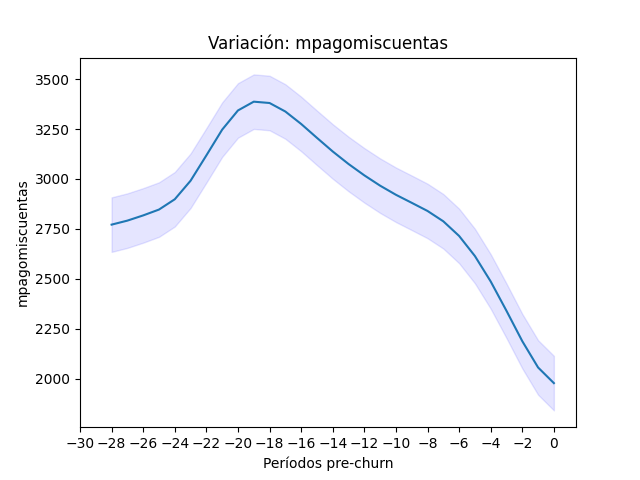 Variación: mpagomiscuentas
mpagomiscuentas
3500
3250
3000
2750
2500
2250
2000
−30 −28 −26 −24 −22 −20 −18 −16 −14 −12 −10 −8 −6 −4 −2 0
Períodos pre-churn